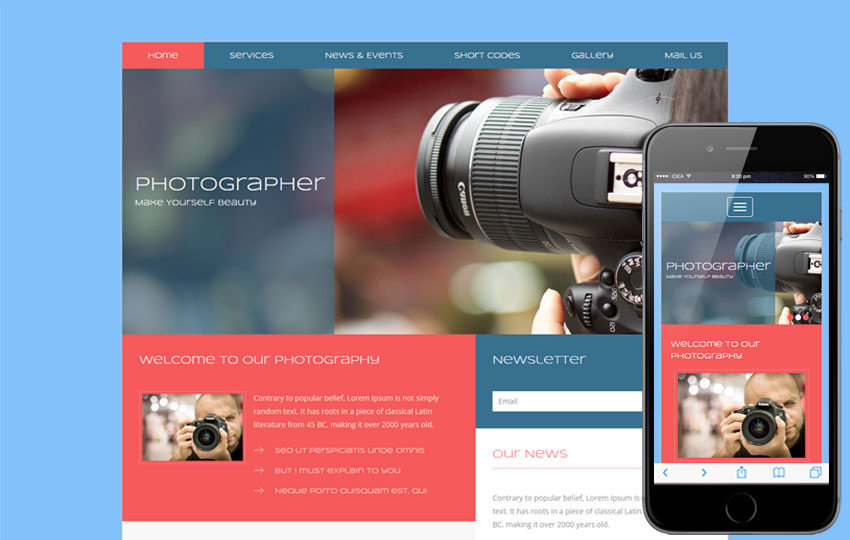 Home Services News & Events Short Codes Gallery Mail Us
Photographer
Make Yourself Beauty
Canon
Welcome to Our Photography
Contrary to popular belief, Lorem Ipsum is not simply
random text. It has roots in a piece of classical Latin
literature from 45 BC, making it over 2000 years old.
Sed ut perspiciatis unde omnis
But I must explain to you
Neque porro quisquam est, qui
Newsletter
Email
Our News
Contrary to popular belief, Lorem
Ipsum is not simply random text. It
has roots in a piece of classical
BC, making it over 2000 years old.
IDEA 9:20 pm 90%
Photographer
Make Yourself Beauty
Welcome to Our
Photography